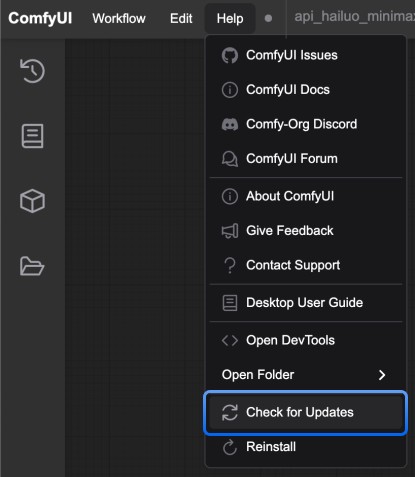 ComfyUI Workflow Edit Help api_hailuo_minimax
ComfyUI Issues
ComfyUI Docs
Comfy-Org Discord
ComfyUI Forum
About ComfyUI
Give Feedback
Contact Support
Desktop User Guide
Open DevTools
Open Folder
Check for Updates
Reinstall